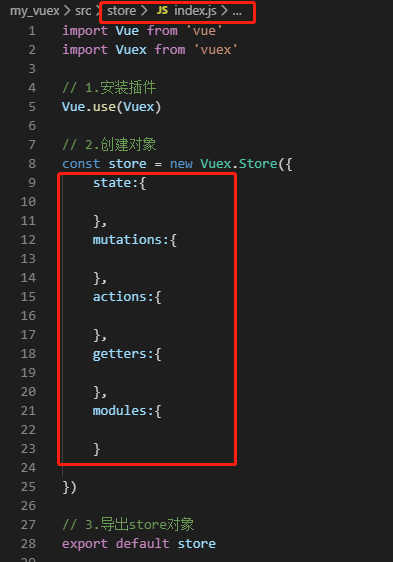 my_vuex > src > store > JS index.js > ...
1 import Vue from 'vue'
2 import Vuex from 'vuex'
3
4 // 1.安装插件
5 Vue.use(Vuex)
6
7 // 2.创建对象
8 const store = new Vuex.Store({
9 state:{
10
11 },
12 mutations:{
13
14 },
15 actions:{
16
17 },
18 getters:{
19
20 },
21 modules:{
22
23 }
24
25 })
26
27 // 3.导出store对象
28 export default store